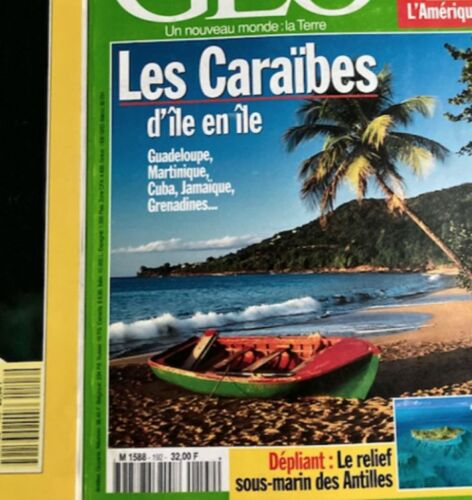 GEO
L'Amérique
Un nouveau monde : la Terre
Les Caraïbes
d'île en île
Guadeloupe,
Martinique,
Cuba, Jamaïque,
Grenadines...
M 1588 - 192 - 32,00 F
Dépliant : Le relief
sous-marin des Antilles